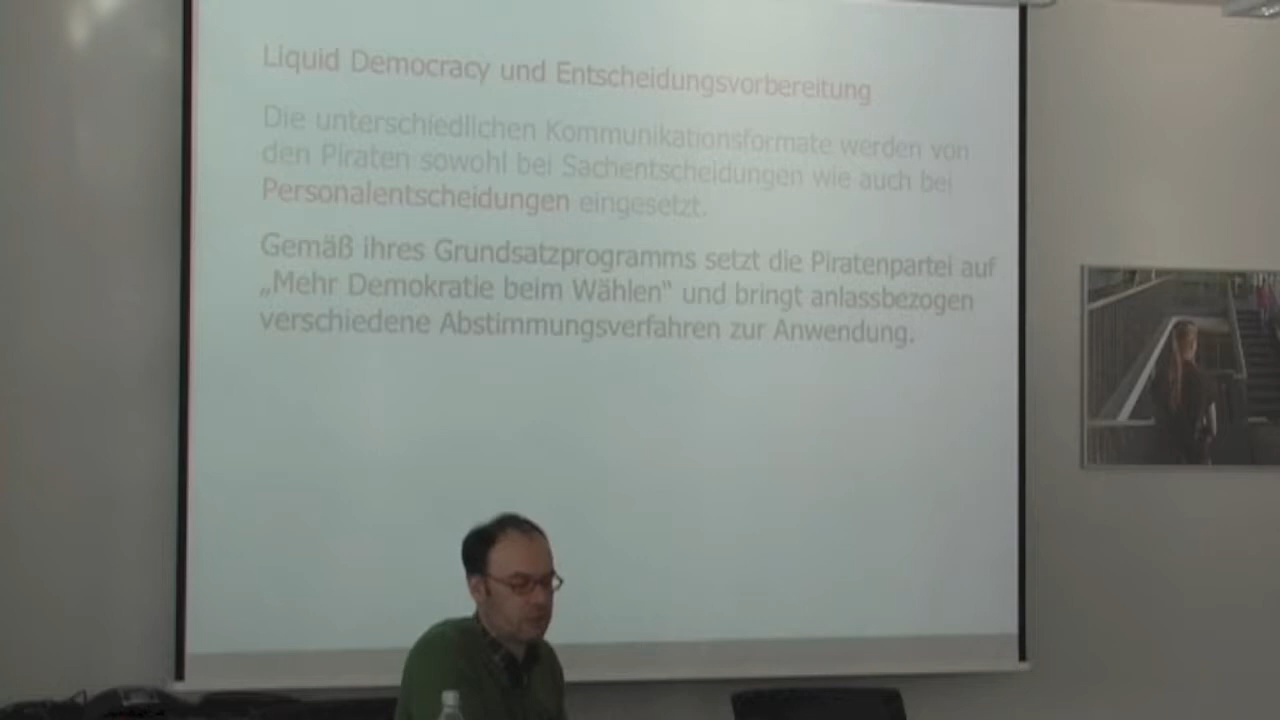 Liquid Democracy und Entscheidungsvorbereitung
Die unterschiedlichen Kommunikationsformate werden von
den Piraten sowohl bei Sachentscheidungen wie auch bei
Personalentscheidungen eingesetzt.
Gemäß ihres Grundsatzprogramms setzt die Piratenpartei auf
„Mehr Demokratie beim Wählen“ und bringt anlassbezogen
verschiedene Abstimmungsverfahren zur Anwendung.